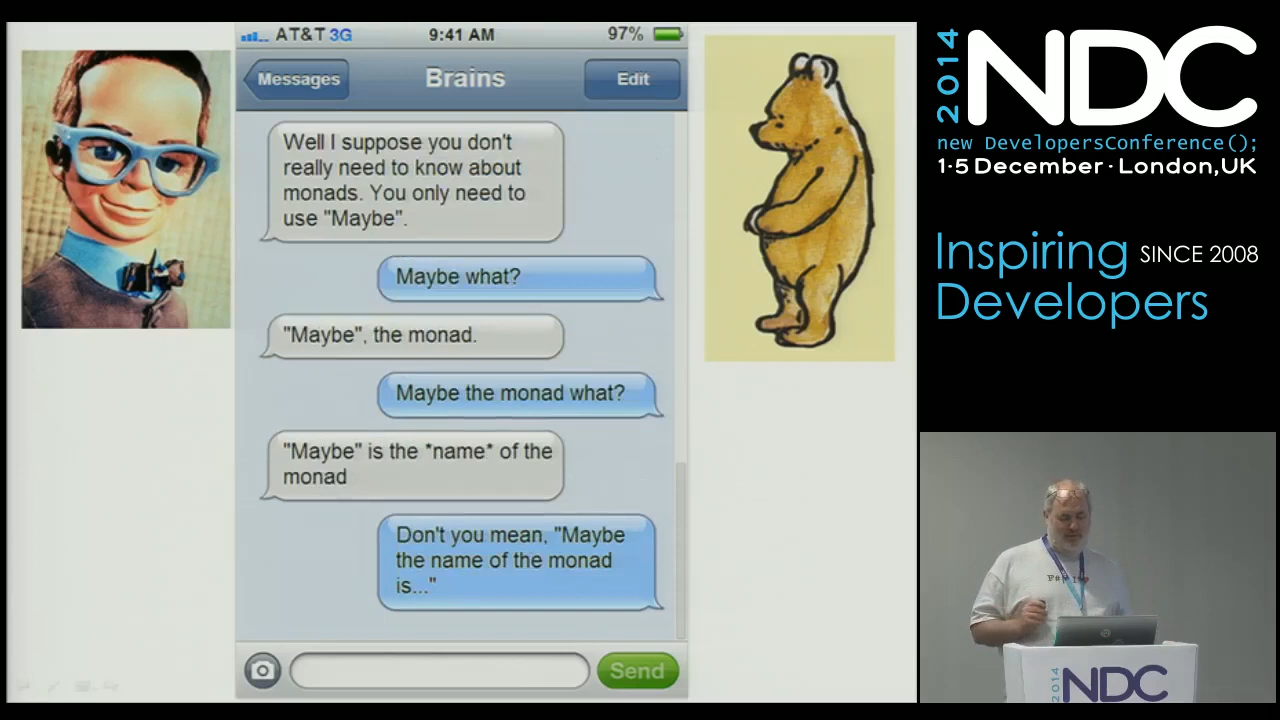 AT&T 3G 9:41 AM 97%
Messages Brains Edit
Well I suppose you don't
really need to know about
monads. You only need to
use "Maybe".
Maybe what?
"Maybe", the monad.
Maybe the monad what?
"Maybe" is the *name* of the
monad
Don't you mean, "Maybe
the name of the monad
is..."
Send
2014 NDC
new DevelopersConference();
1-5 December · London,UK
Inspiring SINCE 2008
Developers
2014 NDC